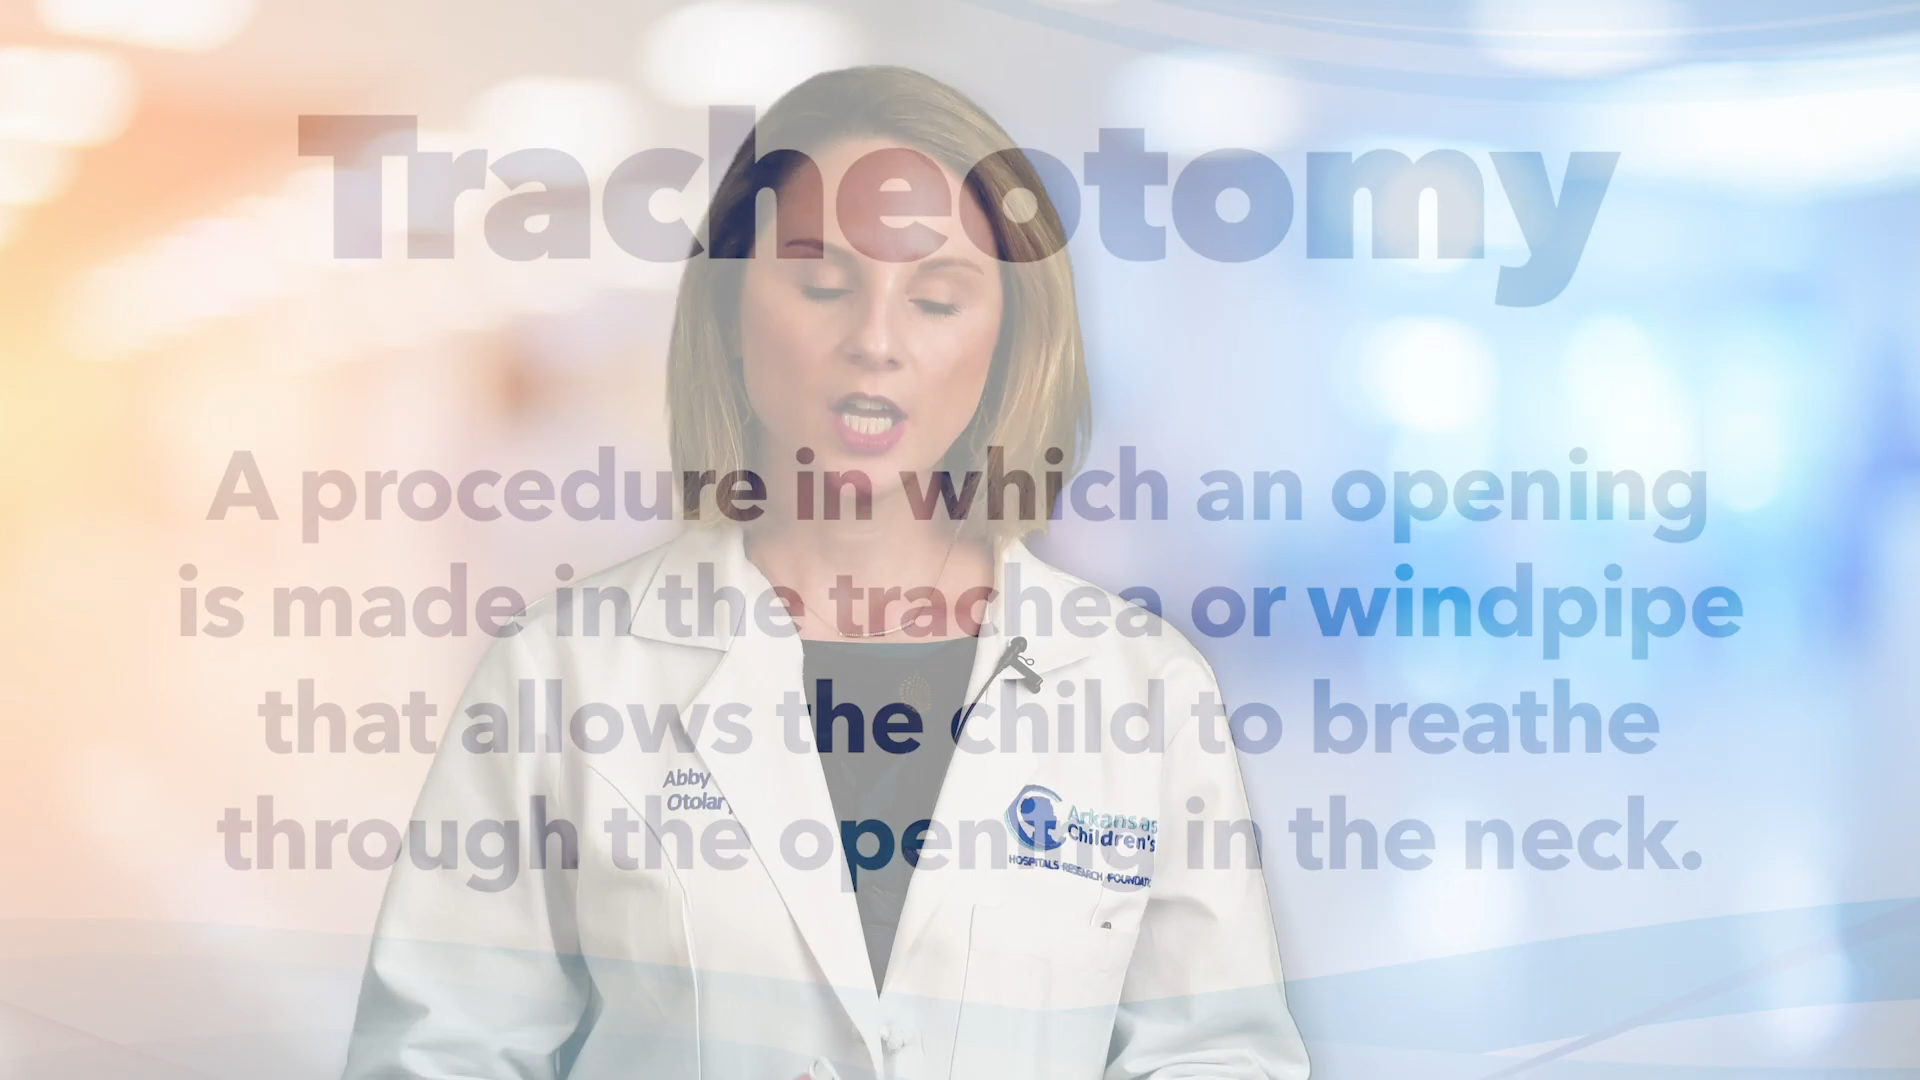 Tracheotomy
A procedure in which an opening
is made in the trachea or windpipe
that allows the child to breathe
through the opening in the neck.
Abby
Arkansas
Children's
HOSPITALS RESEARCH